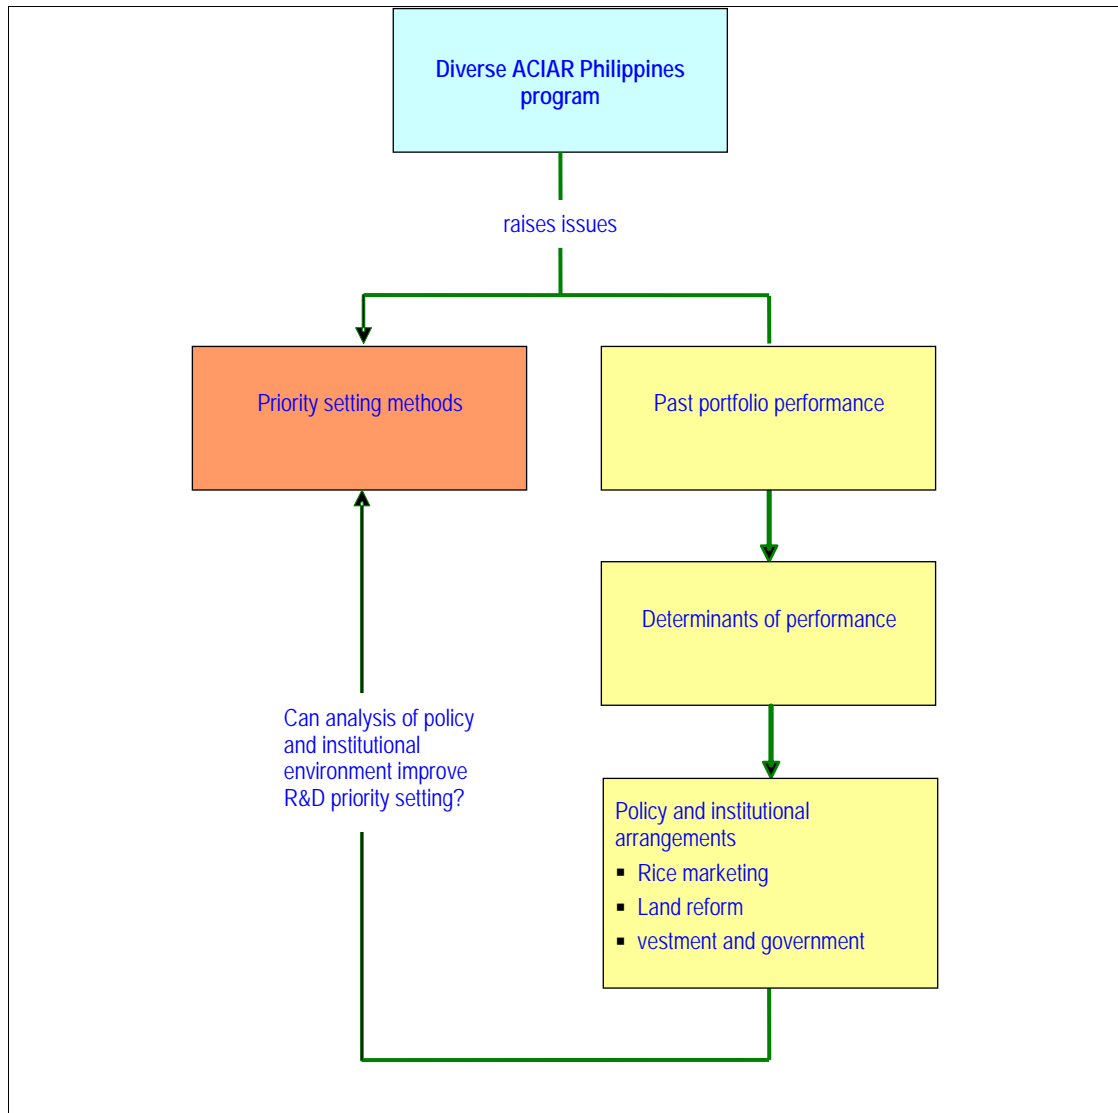 Diverse ACIAR Philippines
program
raises issues
Priority setting methods
Past portfolio performance
Determinants of performance
Can analysis of policy
and institutional
environment improve
R&D priority setting?
Policy and institutional
arrangements
▪ Rice marketing
▪ Land reform
▪ vestment and government